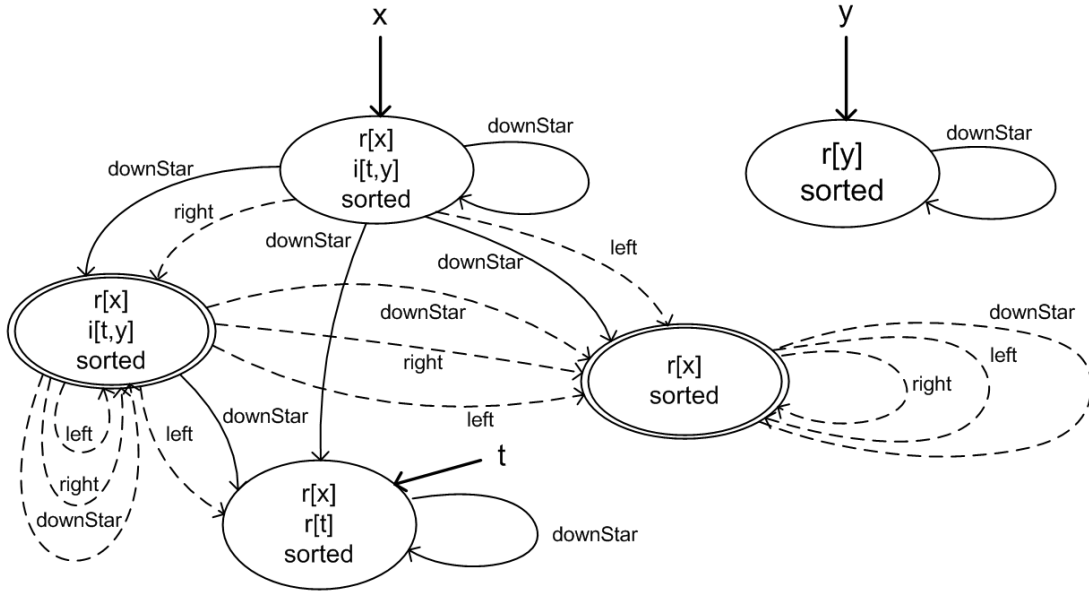 x
y
r[x]
i[t,y]
sorted
downStar
r[y]
sorted
downStar
downStar
right
downStar
downStar
left
r[x]
i[t,y]
sorted
downStar
right
left
r[x]
sorted
downStar
left
right
left
right
downStar
left
downStar
t
r[x]
r[t]
sorted
downStar